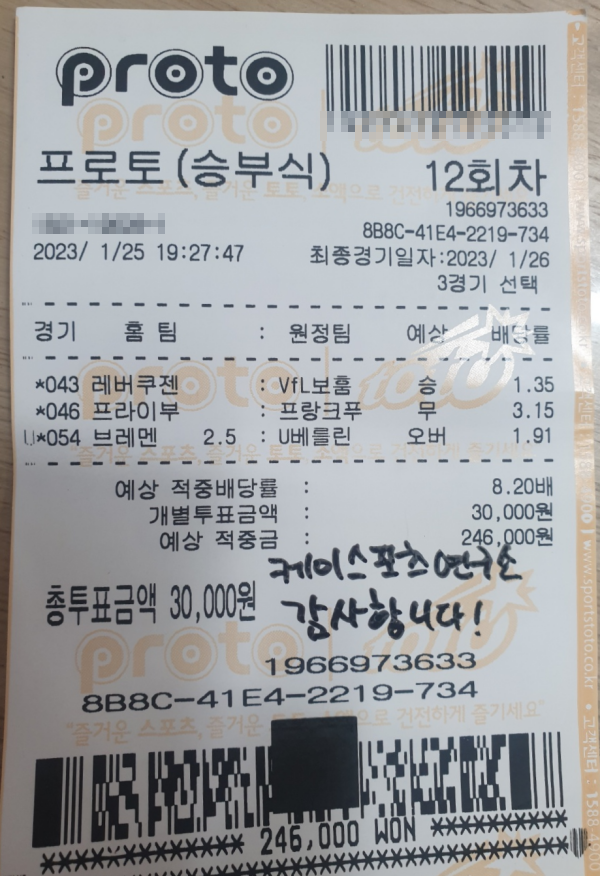 proto
프로토(승부식) 12회차
1966973633
8B8C-41E4-2219-734
2023/ 1/25 19:27:47 최종경기일자:2023/ 1/26
3경기 선택
경기 홈 팀 : 원정팀 예상 배당률
*043 레버쿠젠 : VfL보훔 승 1.35
*046 프라이부 : 프랑크푸 무 3.15
U*054 브레멘 2.5 : U베를린 오버 1.91
예상 적중배당률 : 8.20배
개별투표금액 : 30,000원
예상 적중금 : 246,000원
케이스포츠연구소
총투표금액 30,000원
감사합니다!
1966973633
8B8C-41E4-2219-734
"즐거운 스포츠, 즐거운 토토, 소액으로 건전하게 즐기세요"
*************** 246,000 WON ***************